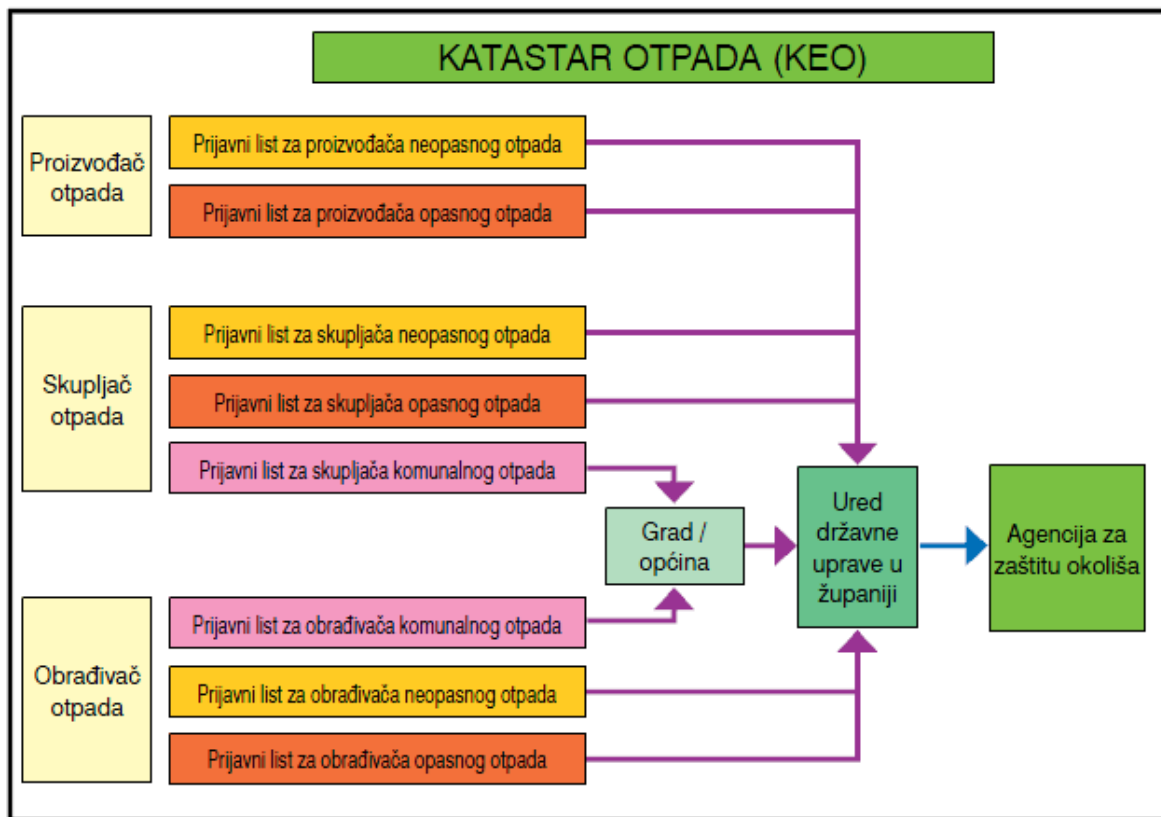 KATASTAR OTPADA (KEO)
Proizvođač
otpada
Prijavni list za proizvođača neopasnog otpada
Prijavni list za proizvođača opasnog otpada
Skupljač
otpada
Prijavni list za skupljača neopasnog otpada
Prijavni list za skupljača opasnog otpada
Prijavni list za skupljača komunalnog otpada
Grad /
općina
Ured
državne
uprave u
županiji
Agencija za
zaštitu okoliša
Obrađivač
otpada
Prijavni list za obrađivača komunalnog otpada
Prijavni list za obrađivača neopasnog otpada
Prijavni list za obrađivača opasnog otpada